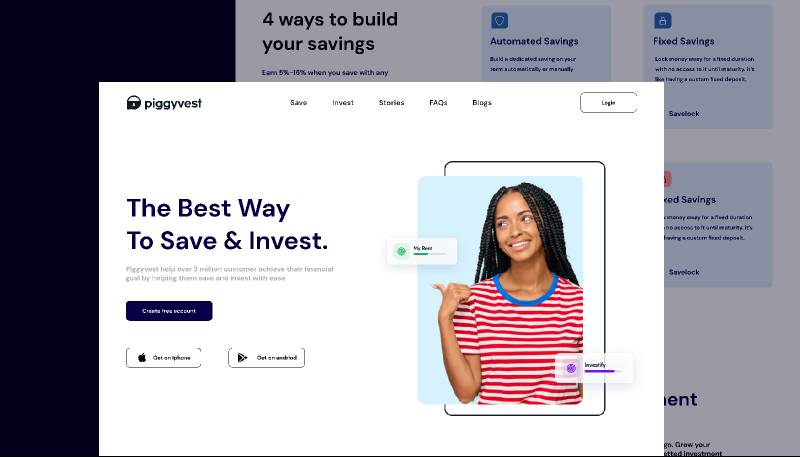 4 ways to build
your savings
Earn 5%-15% when you save with any
Automated Savings
Build a dedicated saving on your
term automatically or manually
Fixed Savings
Lock money away for a fixed duration
with no access to it until maturity. it's
like having a custom fixed deposit.
Savelock
piggyvest
Save
Invest
Stories
FAQs
Blogs
Login
The Best Way
To Save & Invest.
Piggyvest help over 3 million customer achieve their financial
goal by helping them save and invest with ease
Create free account
Get on Iphone
Get on andriod
My Rent
Investify
xed Savings
money away for a fixed duration
no access to it until maturity. it's
having a custom fixed deposit.
Savelock
ent
go. Grow your
etted investment